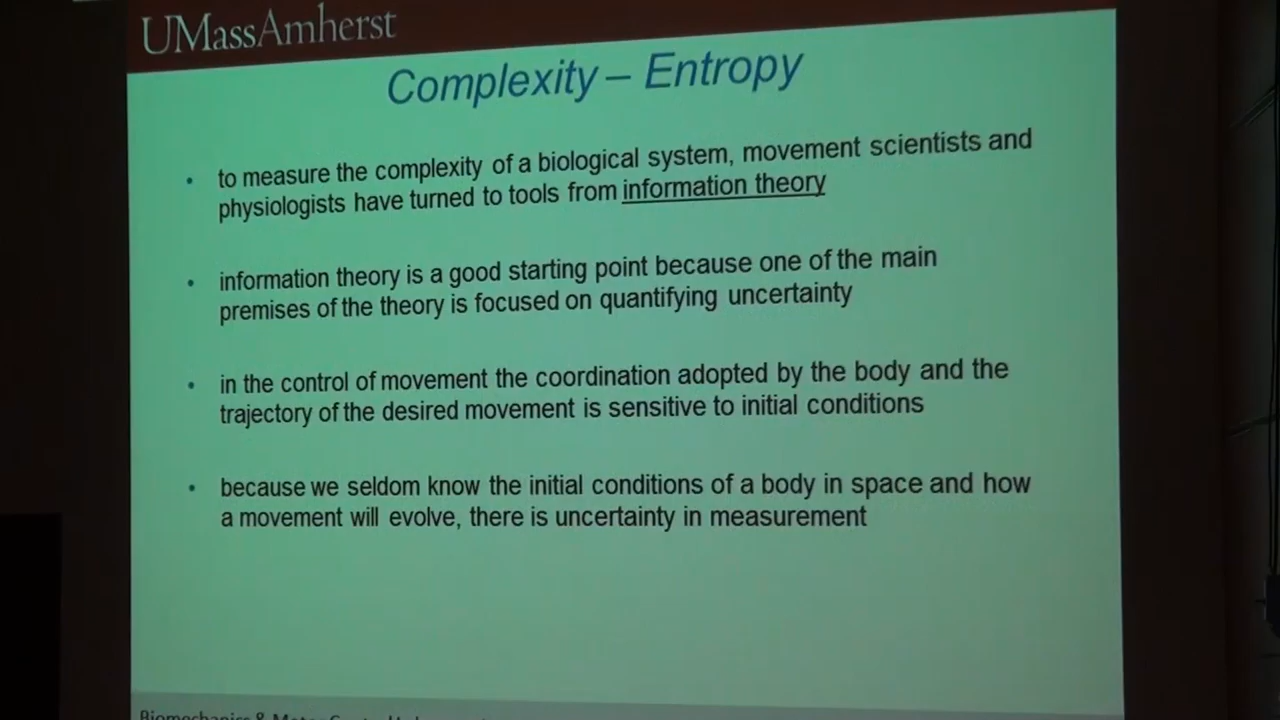 UMassAmherst
Complexity – Entropy
• to measure the complexity of a biological system, movement scientists and
physiologists have turned to tools from information theory
• information theory is a good starting point because one of the main
premises of the theory is focused on quantifying uncertainty
• in the control of movement the coordination adopted by the body and the
trajectory of the desired movement is sensitive to initial conditions
• because we seldom know the initial conditions of a body in space and how
a movement will evolve, there is uncertainty in measurement
Biomechanics &